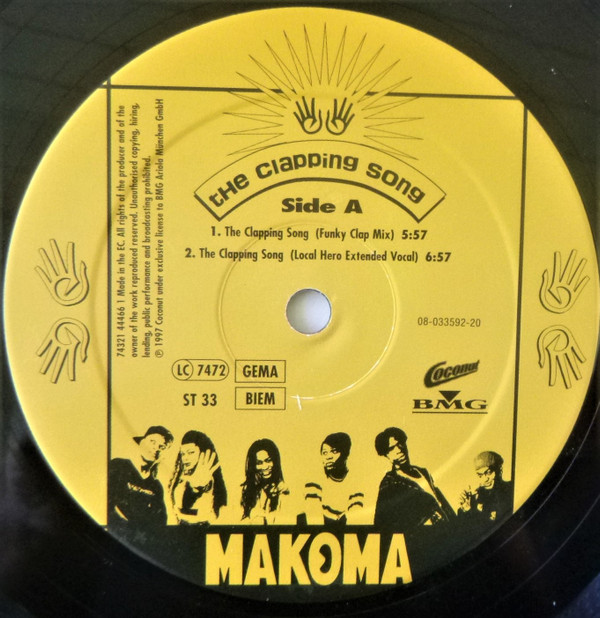 the clapping song
Side A
1. The Clapping Song (Funky Clap Mix) 5:57
2. The Clapping Song (Local Hero Extended Vocal) 6:57
74321 44466 1 Made in the EC. All rights of the producer and of the
owner of the work reproduced reserved. Unauthorised copying, hiring,
lending, public performance and broadcasting prohibited.
℗ 1997 Coconut under exclusive license to BMG Ariola München GmbH
08-033592-20
LC 7472 GEMA
ST 33 BIEM
Coconut
BMG
MAKOMA